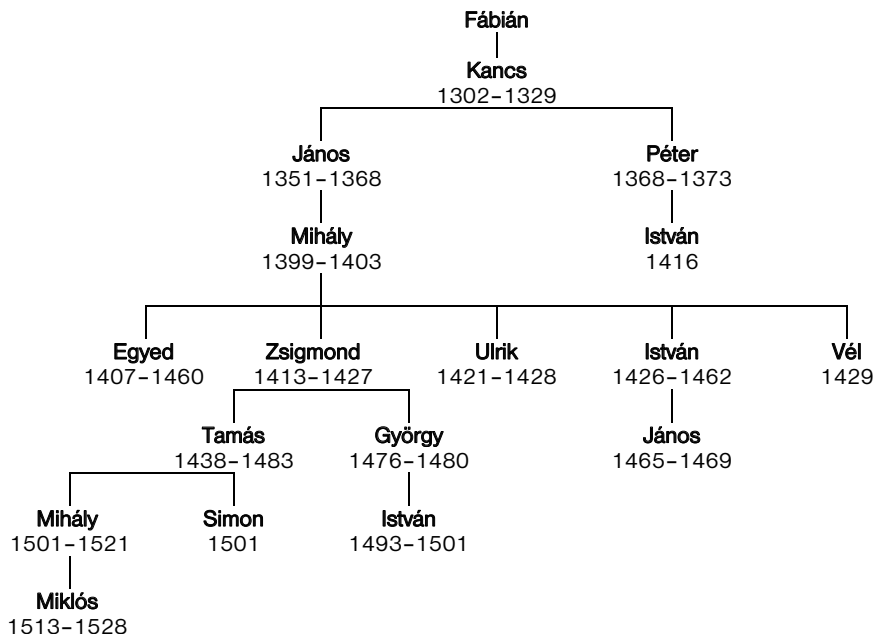 Fábián
Kancs
1302–1329
János
1351–1368
Péter
1368–1373
Mihály
1399–1403
István
1416
Egyed
1407–1460
Zsigmond
1413–1427
Ulrik
1421–1428
István
1426–1462
Vél
1429
Tamás
1438–1483
György
1476–1480
János
1465–1469
Mihály
1501–1521
Simon
1501
István
1493–1501
Miklós
1513–1528